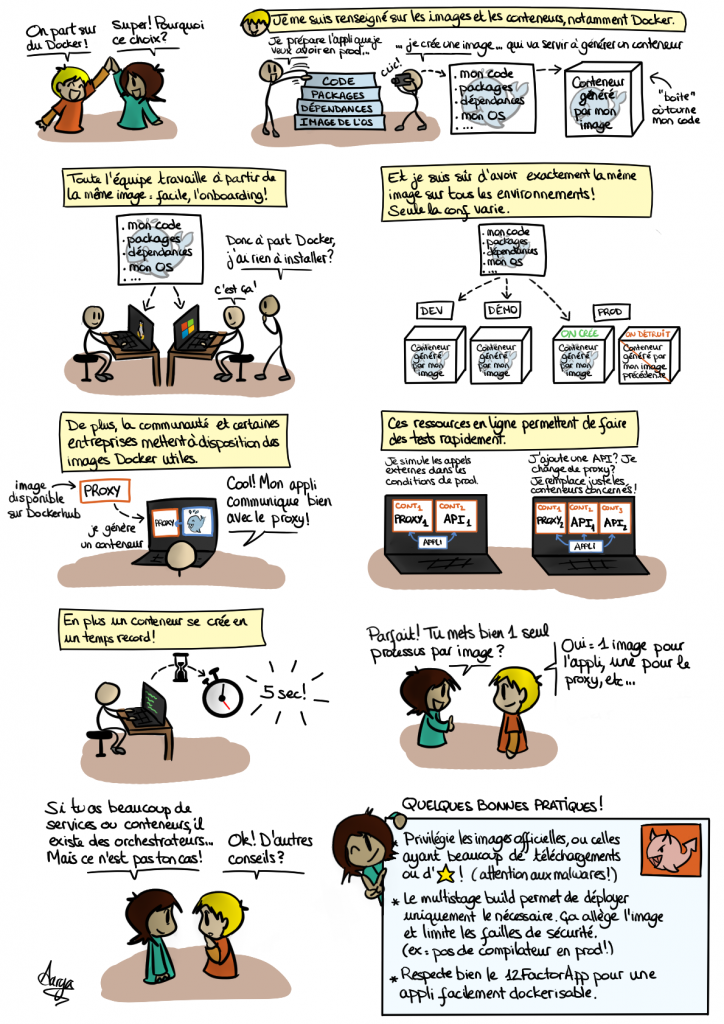 On part sur
du Docker!
Super! Pourquoi
ce choix?
Je me suis renseigné sur les images et les conteneurs, notamment Docker.
Je prépare l'appli que je
veux avoir en prod...
... je crée une image... qui va servir à générer un conteneur
clic!
CODE
PACKAGES
DÉPENDANCES
IMAGE DE L'OS
. mon code
. packages
. dépendances
. mon OS
. ...
Conteneur
généré
par mon
image
"boite"
où tourne
mon code
Toute l'équipe travaille à partir de
la même image : facile, l'onboarding!
. mon code
. packages
. dépendances
. mon OS
. ...
Donc à part Docker,
j'ai rien à installer?
C'est ça!
Et je suis sûr d'avoir exactement la même
image sur tous les environnements!
Seule la conf varie.
. mon code
. packages
. dépendances
. mon OS
. ...
DEV
DÉMO
PROD
ON CRÉE
ON DÉTRUIT
Conteneur
généré
par mon
image
Conteneur
généré
par mon
image
Conteneur
généré
par mon
image
Conteneur
généré par
mon image
précédente
De plus, la communauté et certaines
entreprises mettent à disposition des
images Docker utiles.
image
disponible
sur Dockerhub
PROXY
je génère
un conteneur
PROXY
Cool! Mon appli
communique bien
avec le proxy!
Ces ressources en ligne permettent de faire
des tests rapidement.
Je simule les appels
externes dans les
conditions de prod.
CONT1
PROXY1
CONT2
API1
APPLI
J'ajoute une API? Je
change de proxy?
Je remplace juste les
conteneurs concernés!
CONT1
PROXY2
CONT2
API1
CONT3
API2
APPLI
En plus un conteneur se crée en
un temps record!
5 sec!
Parfait! Tu mets bien 1 seul
processus par image?
Oui : 1 image pour
l'appli, une pour le
proxy, etc...
Si tu as beaucoup de
services ou conteneurs, il
existe des orchestrateurs...
Mais ce n'est pas ton cas!
Ok! D'autres
conseils?
QUELQUES BONNES PRATIQUES!
* Privilégie les images officielles, ou celles
ayant beaucoup de téléchargements
ou d'⭐! (attention aux malwares!)
* Le multistage build permet de déployer
uniquement le nécessaire. Ça allège l'image
et limite les failles de sécurité.
(ex : pas de compilateur en prod!)
* Respecte bien le 12FactorApp pour une
appli facilement dockerisable.
Aarya